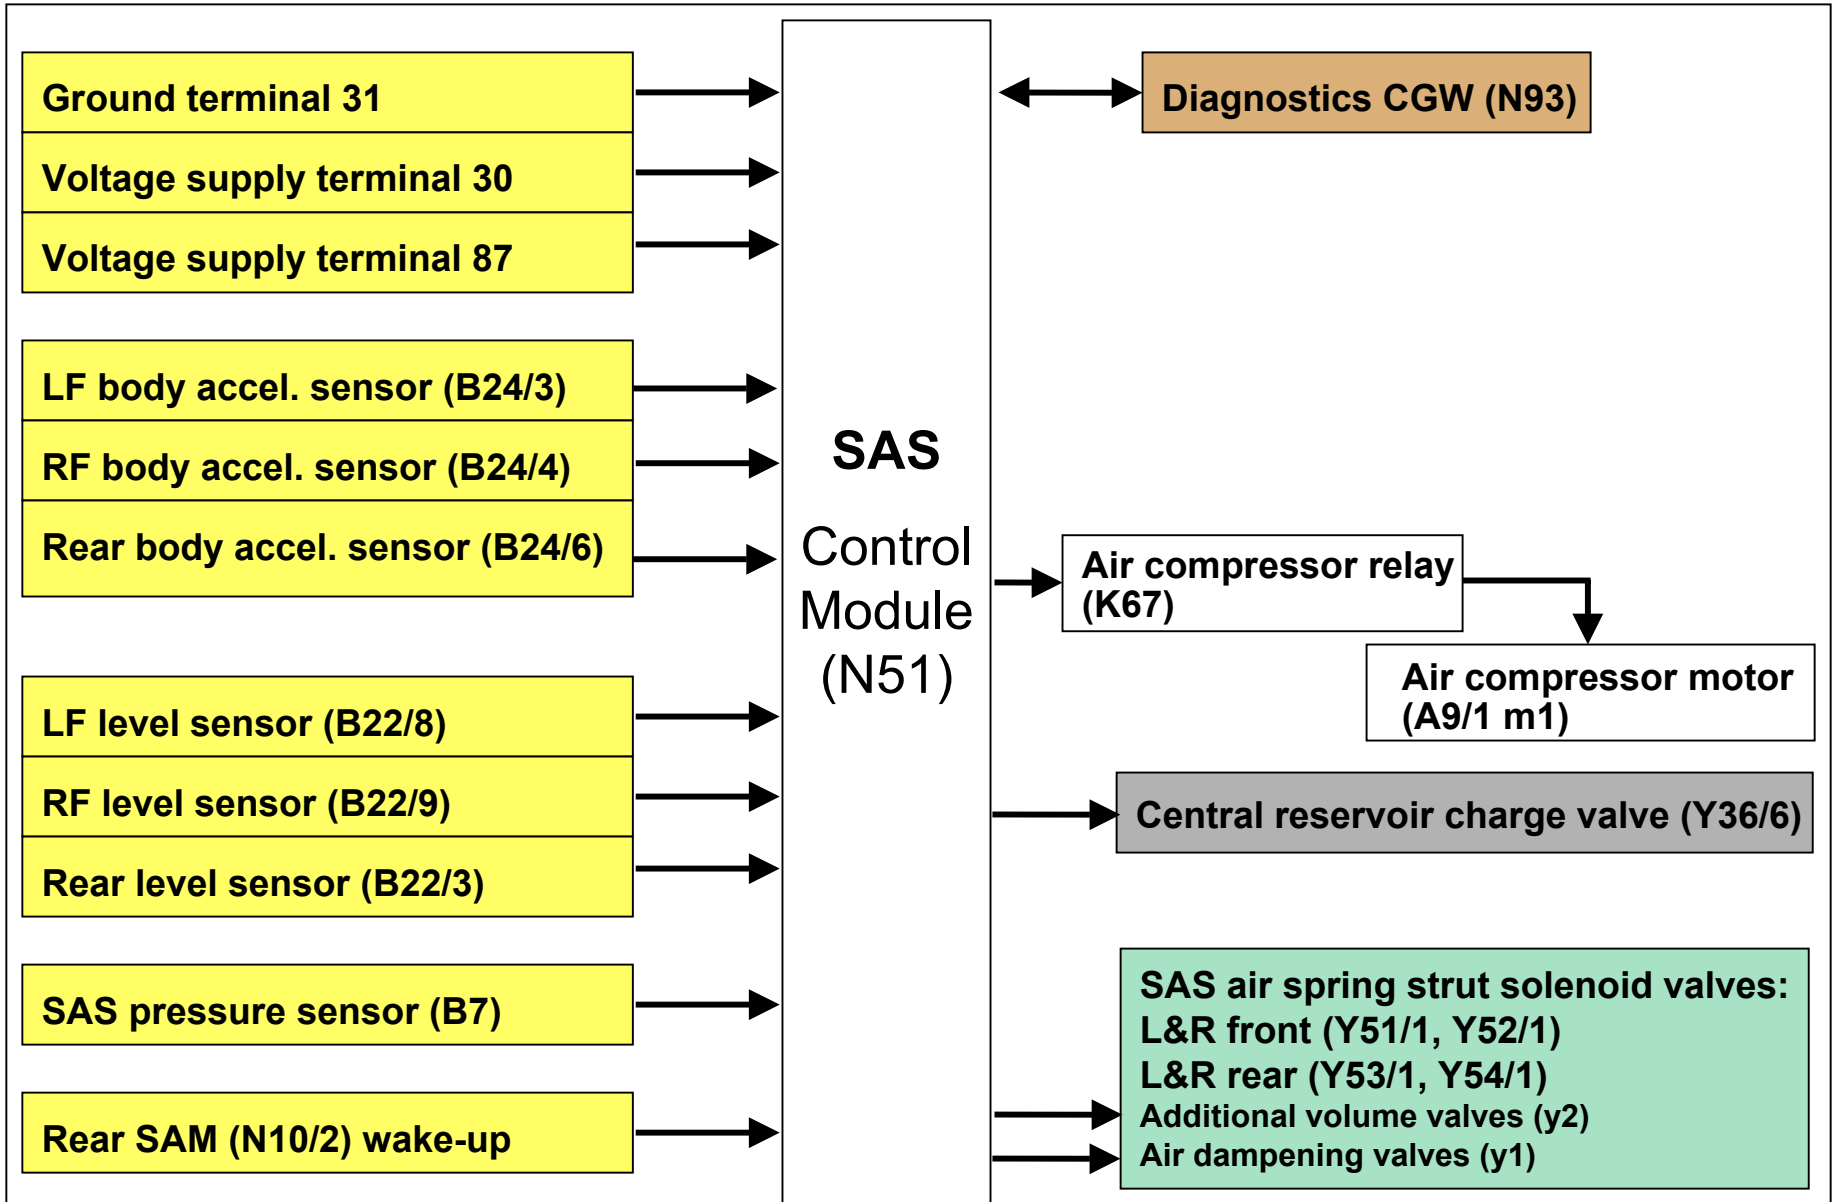 Ground terminal 31
Voltage supply terminal 30
Voltage supply terminal 87
LF body accel. sensor (B24/3)
RF body accel. sensor (B24/4)
Rear body accel. sensor (B24/6)
LF level sensor (B22/8)
RF level sensor (B22/9)
Rear level sensor (B22/3)
SAS pressure sensor (B7)
Rear SAM (N10/2) wake-up
SAS
Control
Module
(N51)
Diagnostics CGW (N93)
Air compressor relay
(K67)
Air compressor motor
(A9/1 m1)
Central reservoir charge valve (Y36/6)
SAS air spring strut solenoid valves:
L&R front (Y51/1, Y52/1)
L&R rear (Y53/1, Y54/1)
Additional volume valves (y2)
Air dampening valves (y1)